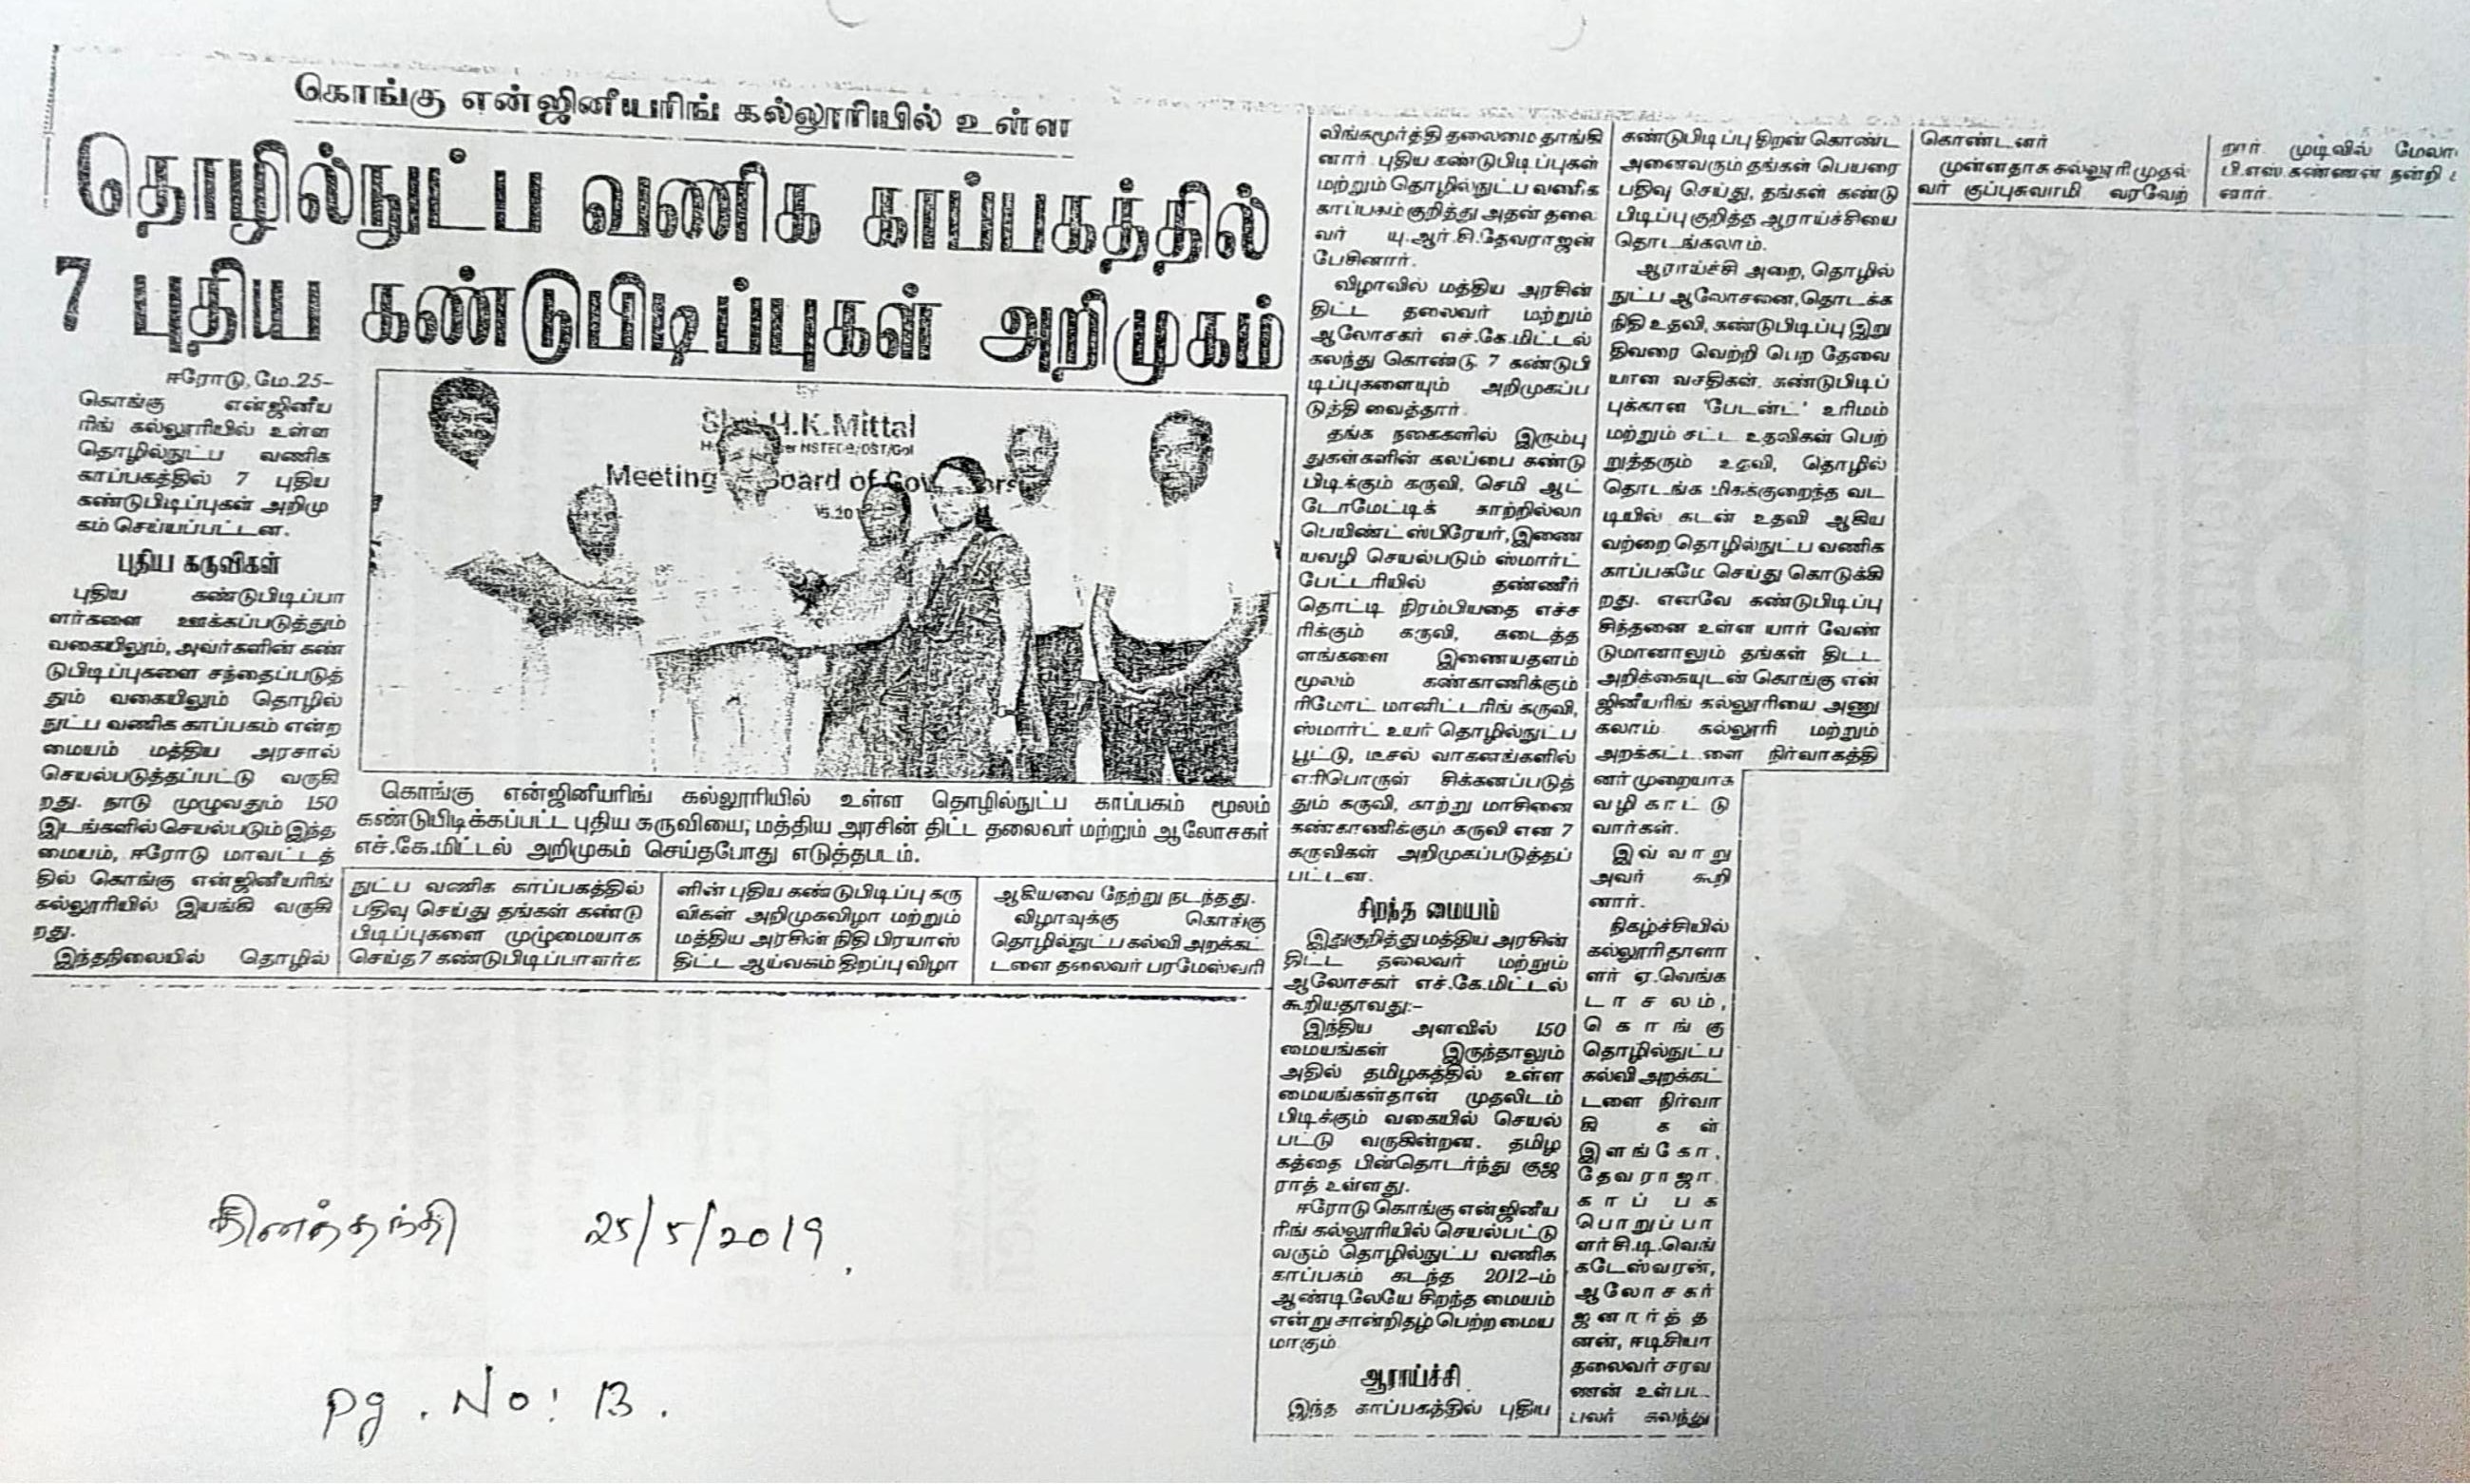 கொங்கு என்ஜினீயரிங் கல்லூரியில் உள்ள
தொழில்நுட்ப வணிக காப்பகத்தில்
7 புதிய கண்டுபிடிப்புகள் அறிமுகம்
ஈரோடு, மே.25-
கொங்கு என்ஜினீய
ரிங் கல்லூரியில் உள்ள
தொழில்நுட்ப வணிக
காப்பகத்தில் 7 புதிய
கண்டுபிடிப்புகள் அறிமு
கம் செய்யப்பட்டன.
புதிய கருவிகள்
புதிய கண்டுபிடிப்பா
ளர்களை ஊக்கப்படுத்தும்
வகையிலும், அவர்களின் கண்
டுபிடிப்புகளை சந்தைப்படுத்
தும் வகையிலும் தொழில்
நுட்ப வணிக காப்பகம் என்ற
மையம் மத்திய அரசால்
செயல்படுத்தப்பட்டு வருகி
றது. நாடு முழுவதும் 150
இடங்களில் செயல்படும் இந்த
மையம், ஈரோடு மாவட்டத்
தில் கொங்கு என்ஜினீயரிங்
கல்லூரியில் இயங்கி வருகி
றது.
இந்தநிலையில் தொழில்
Shri H.K.Mittal
NSTEDB/DST/GoI
Meeting Board of Governors
கொங்கு என்ஜினீயரிங் கல்லூரியில் உள்ள தொழில்நுட்ப காப்பகம் மூலம்
கண்டுபிடிக்கப்பட்ட புதிய கருவியை, மத்திய அரசின் திட்ட தலைவர் மற்றும் ஆலோசகர்
எச்.கே.மிட்டல் அறிமுகம் செய்தபோது எடுத்தபடம்.
நுட்ப வணிக காப்பகத்தில்
பதிவு செய்து தங்கள் கண்டு
பிடிப்புகளை முழுமையாக
செய்த 7 கண்டுபிடிப்பாளர்க
ளின் புதிய கண்டுபிடிப்பு கரு
விகள் அறிமுகவிழா மற்றும்
மத்திய அரசின் நிதி பிரயாஸ்
திட்ட ஆய்வகம் திறப்பு விழா
ஆகியவை நேற்று நடந்தது.
விழாவுக்கு கொங்கு
தொழில்நுட்ப கல்வி அறக்கட்
டளை தலைவர் பரமேஸ்வரி
லிங்கமூர்த்தி தலைமை தாங்கி
னார். புதிய கண்டுபிடிப்புகள்
மற்றும் தொழில்நுட்ப வணிக
காப்பகம் குறித்து அதன் தலை
வர் யு.ஆர்.சி.தேவராஜன்
பேசினார்.
விழாவில் மத்திய அரசின்
திட்ட தலைவர் மற்றும்
ஆலோசகர் எச்.கே.மிட்டல்
கலந்து கொண்டு 7 கண்டுபி
டிப்புகளையும் அறிமுகப்ப
டுத்தி வைத்தார்.
தங்க நகைகளில் இரும்பு
துகள்களின் கலப்பை கண்டு
பிடிக்கும் கருவி, செமி ஆட்
டோமேட்டிக் காற்றில்லா
பெயிண்ட் ஸ்பிரேயர், இணை
யவழி செயல்படும் ஸ்மார்ட்
பேட்டரியில் தண்ணீர்
தொட்டி நிரம்பியதை எச்ச
ரிக்கும் கருவி, கடைத்த
ளங்களை இணையதளம்
மூலம் கண்காணிக்கும்
ரிமோட் மானிட்டரிங் கருவி,
ஸ்மார்ட் உயர் தொழில்நுட்ப
பூட்டு, டீசல் வாகனங்களில்
எரிபொருள் சிக்கனப்படுத்
தும் கருவி, காற்று மாசினை
கண்காணிக்கும் கருவி என 7
கருவிகள் அறிமுகப்படுத்தப்
பட்டன.
சிறந்த மையம்
இதுகுறித்து மத்திய அரசின்
திட்ட தலைவர் மற்றும்
ஆலோசகர் எச்.கே.மிட்டல்
கூறியதாவது:-
இந்திய அளவில் 150
மையங்கள் இருந்தாலும்
அதில் தமிழகத்தில் உள்ள
மையங்கள்தான் முதலிடம்
பிடிக்கும் வகையில் செயல்
பட்டு வருகின்றன. தமிழ
கத்தை பின்தொடர்ந்து குஜ
ராத் உள்ளது.
ஈரோடு கொங்கு என்ஜினீய
ரிங் கல்லூரியில் செயல்பட்டு
வரும் தொழில்நுட்ப வணிக
காப்பகம் கடந்த 2012-ம்
ஆண்டிலேயே சிறந்த மையம்
என்று சான்றிதழ் பெற்ற மைய
மாகும்
ஆராய்ச்சி
இந்த காப்பகத்தில் புதிய
கண்டுபிடிப்பு திறன் கொண்ட
அனைவரும் தங்கள் பெயரை
பதிவு செய்து, தங்கள் கண்டு
பிடிப்பு குறித்த ஆராய்ச்சியை
தொடங்கலாம்.
ஆராய்ச்சி அறை, தொழில்
நுட்ப ஆலோசனை, தொடக்க
நிதி உதவி, கண்டுபிடிப்பு இறு
திவரை வெற்றி பெற தேவை
யான வசதிகள், கண்டுபிடிப்
புக்கான 'பேடன்ட்' உரிமம்
மற்றும் சட்ட உதவிகள் பெற்
றுத்தரும் உதவி, தொழில்
தொடங்க மிகக்குறைந்த வட்
டியில் கடன் உதவி ஆகிய
வற்றை தொழில்நுட்ப வணிக
காப்பகமே செய்து கொடுக்கி
றது. எனவே கண்டுபிடிப்பு
சிந்தனை உள்ள யார் வேண்
டுமானாலும் தங்கள் திட்ட
அறிக்கையுடன் கொங்கு என்
ஜினீயரிங் கல்லூரியை அணு
கலாம். கல்லூரி மற்றும்
அறக்கட்டளை நிர்வாகத்தி
னர் முறையாக
வழி காட்டு
வார்கள்.
இவ்வாறு
அவர் கூறி
னார்.
நிகழ்ச்சியில்
கல்லூரி தாளா
ளர் ஏ.வெங்க
டாசலம்,
கொங்கு
தொழில்நுட்ப
கல்வி அறக்கட்
டளை நிர்வா
கிகள்
இளங்கோ,
தேவராஜா,
காப்பக
பொறுப்பா
ளர் சி.டி.வெங்
கடேஸ்வரன்,
ஆலோசகர்
ஜனார்த்த
னன், ஈடிசியா
தலைவர் சரவ
ணன் உள்பட
பலர் கலந்து
கொண்டனர்
முன்னதாக கல்லூரி முதல்
வர் குப்புசுவாமி வரவேற்
றார். முடிவில்
பி.எஸ்.கண்ணன் நன்றி
னார்.
தினத்தந்தி 25/5/2019.
pg. No: 13.